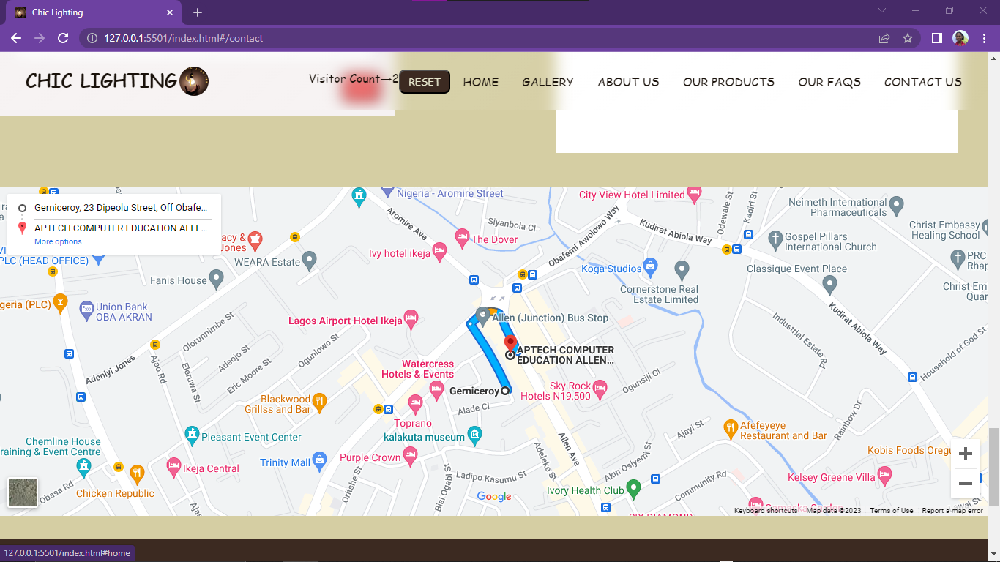 Chic Lighting
127.0.0.1:5501/index.html#/contact
CHIC LIGHTING
Visitor Count→2
RESET
HOME
GALLERY
ABOUT US
OUR PRODUCTS
OUR FAQS
CONTACT US
Gerniceroy, 23 Dipeolu Street, Off Obafe...
APTECH COMPUTER EDUCATION ALLE...
More options
Nigeria - Aromire Street
City View Hotel Limited
Neimeth International
Pharmaceuticals
Odewale St
Kadiri St
Christ Embassy
Healing School
Siyanbola Cl
Aromire Ave
Obafemi Awolowo Way
Kudirat Abiola Way
The Dover
Gospel Pillars
International Church
acy &
Jones
PLC (HEAD OFFICE)
WEARA Estate
Ivy hotel ikeja
PRC
Rhap
Koga Studios
Classique Event Place
Fanis House
Cornerstone Real
Estate Limited
Christ Em
Quar
geria (PLC)
Union Bank
OBA AKRAN
Lagos Airport Hotel Ikeja
Allen (Junction) Bus Stop
Kudirat Abiola Way
Olorunnimbe St
Industrial Estate Rd
Household of God St
Adeniyi Jones
Ajao Rd
Eleruwa St
Adeojo St
Eric Moore St
Ogunlowo St
APTECH COMPUTER
EDUCATION ALLEN...
Watercress
Hotels & Events
Ogunsiji Cl
Gerniceroy
Sky Rock
Hotels N19,500
Blackwood
Grillss and Bar
Alade Cl
Toprano
Rainbow Dr
Ajayi St
Afefeyeye
Restaurant and Bar
Chemline House
raining & Event Centre
Pleasant Event Center
kalakuta museum
Allen Ave
Adeleke St
Akin Osiyemi St
Kobis Foods Oregu
Ikeja Central
Trinity Mall
Purple Crown
Oritshe St
Bisi Ogabi St
Ladipo Kasumu St
Community Rd
Kelsey Greene Villa
Obasa Rd
Chicken Republic
Ajas
Google
Ivory Health Club
SIX DIAMOND
Keyboard shortcuts
Map data ©2023
Terms of Use
Report a map error
127.0.0.1:5501/index.html#home